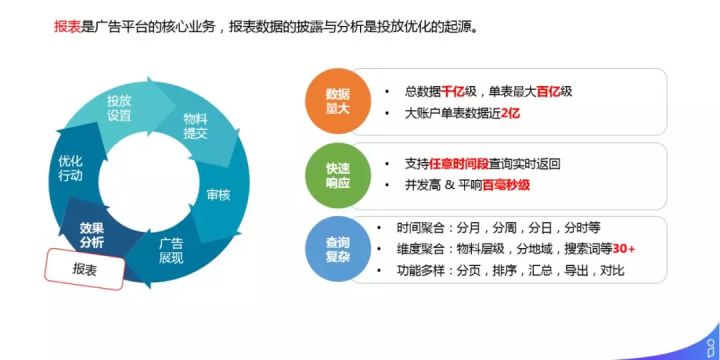 报表是广告平台的核心业务，报表数据的披露与分析是投放优化的起源。
投放
设置
物料
提交
审核
广告
展现
效果
分析
优化
行动
报表
数据
量大
• 总数据千亿级，单表最大百亿级
• 大账户单表数据近2亿
快速
响应
• 支持任意时间段查询实时返回
• 并发高 & 平响百毫秒级
查询
复杂
• 时间聚合：分月，分周，分日，分时等
• 维度聚合：物料层级，分地域，搜索词等30+
• 功能多样：分页，排序，汇总，导出，对比